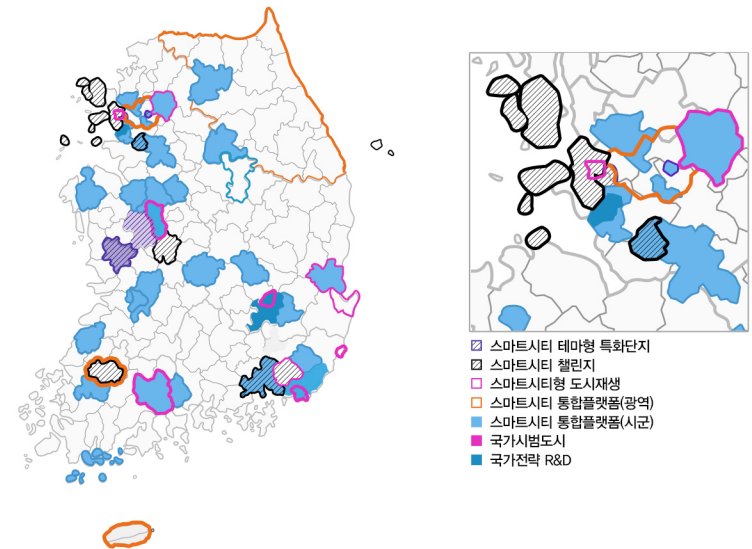 스마트시티 테마형 특화단지
스마트시티 챌린지
스마트시티형 도시재생
스마트시티 통합플랫폼(광역)
스마트시티 통합플랫폼(시군)
국가시범도시
국가전략 R&D